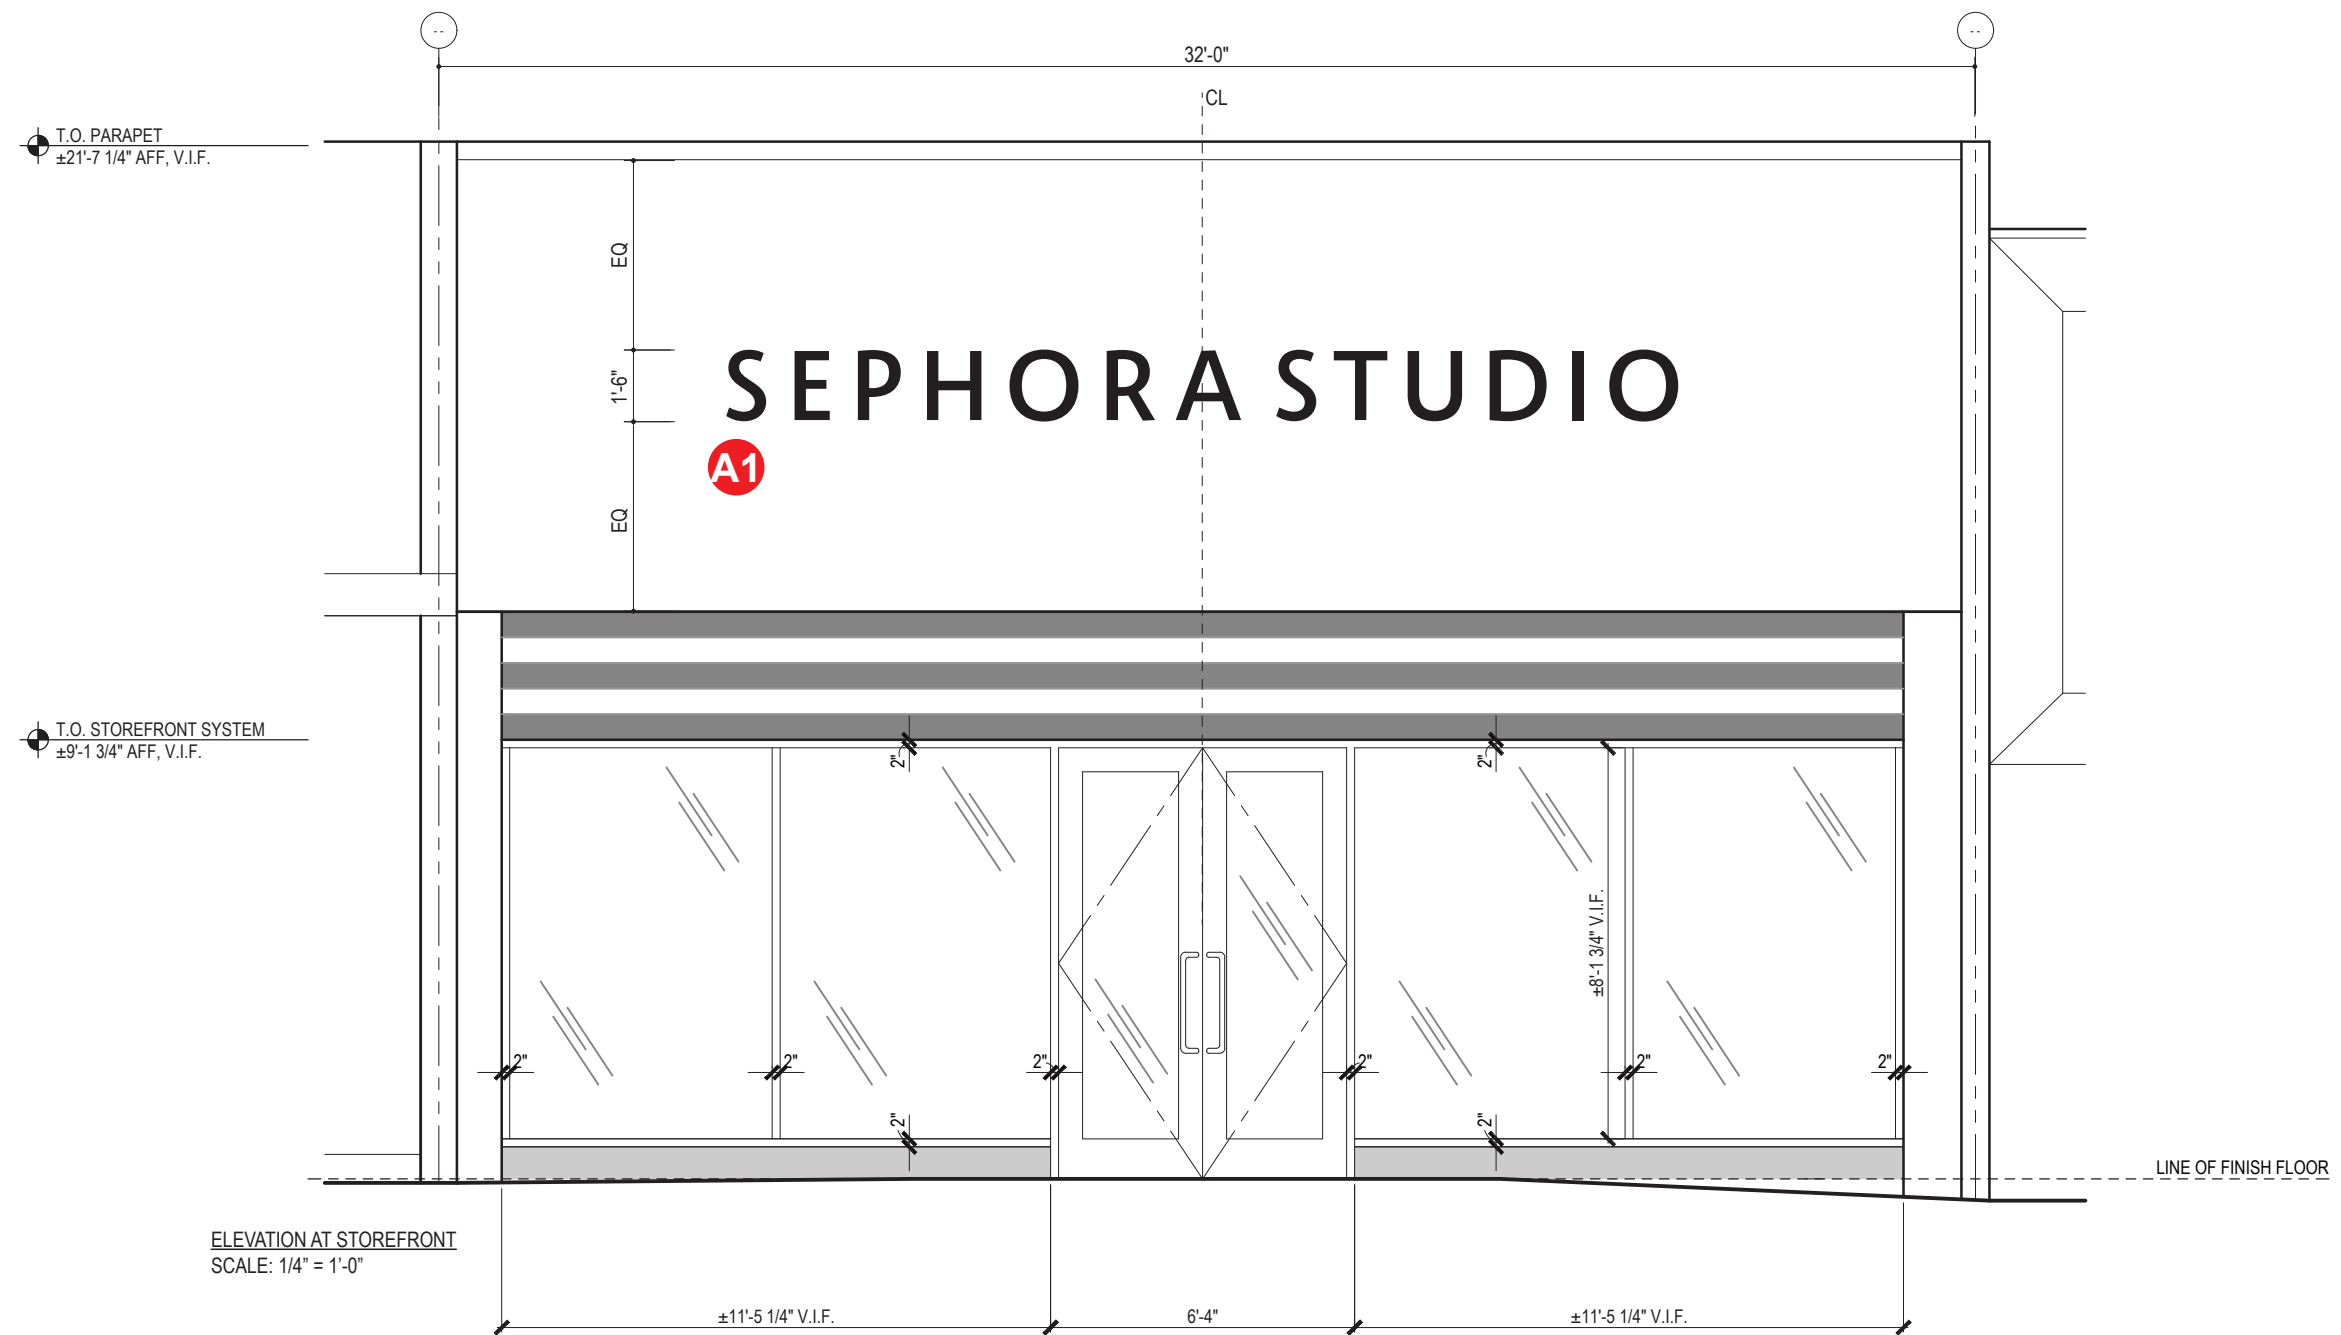 -- --
32'-0"
CL
T.O. PARAPET
±21'-7 1/4" AFF, V.I.F.
EQ
1'-6"
SEPHORA STUDIO
A1
EQ
T.O. STOREFRONT SYSTEM
±9'-1 3/4" AFF, V.I.F.
2" 2"
±8'-1 3/4" V.I.F.
2" 2" 2" 2" 2" 2"
2" 2"
LINE OF FINISH FLOOR
ELEVATION AT STOREFRONT
SCALE: 1/4” = 1’-0”
±11'-5 1/4" V.I.F. 6'-4" ±11'-5 1/4" V.I.F.